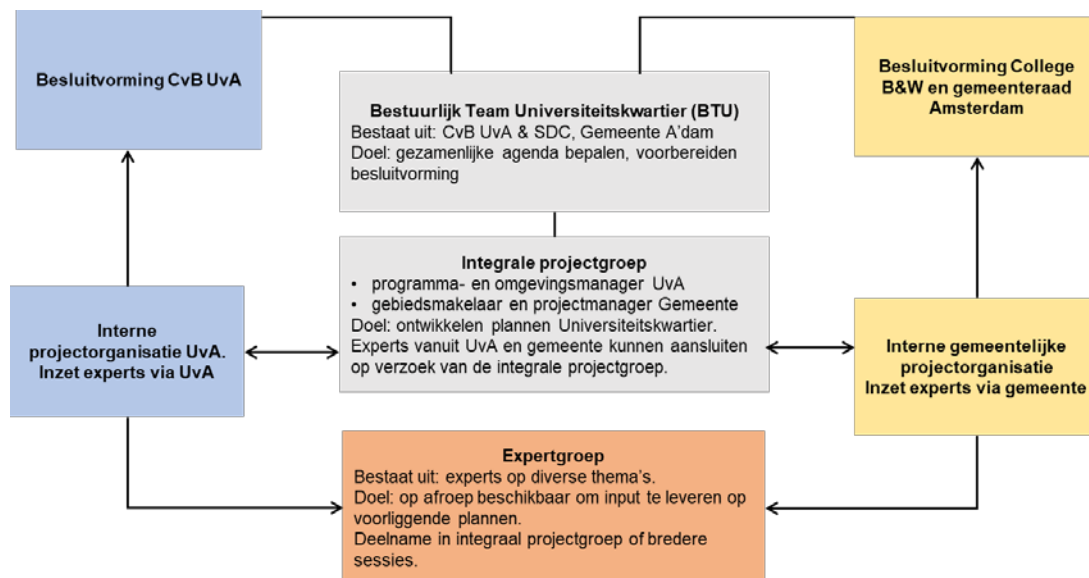 Besluitvorming CvB UvA
Bestuurlijk Team Universiteitskwartier (BTU)
Bestaat uit: CvB UvA & SDC, Gemeente A'dam
Doel: gezamenlijke agenda bepalen, voorbereiden
besluitvorming
Besluitvorming College
B&W en gemeenteraad
Amsterdam
Interne
projectorganisatie UvA.
Inzet experts via UvA
Integrale projectgroep
• programma- en omgevingsmanager UvA
• gebiedsmakelaar en projectmanager Gemeente
Doel: ontwikkelen plannen Universiteitskwartier.
Experts vanuit UvA en gemeente kunnen aansluiten
op verzoek van de integrale projectgroep.
Interne gemeentelijke
projectorganisatie
Inzet experts via gemeente
Expertgroep
Bestaat uit: experts op diverse thema's.
Doel: op afroep beschikbaar om input te leveren op
voorliggende plannen.
Deelname in integraal projectgroep of bredere
sessies.